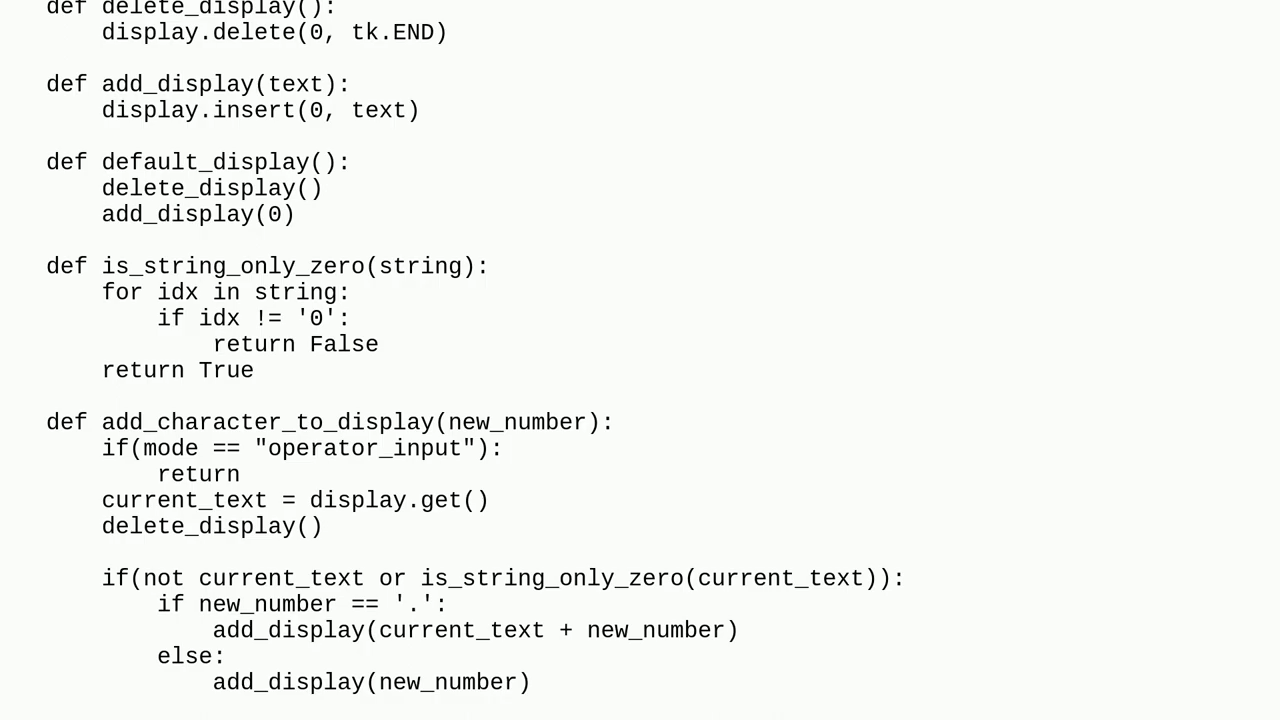 def delete_display():
    display.delete(0, tk.END)

def add_display(text):
    display.insert(0, text)

def default_display():
    delete_display()
    add_display(0)

def is_string_only_zero(string):
    for idx in string:
        if idx != '0':
            return False
    return True

def add_character_to_display(new_number):
    if(mode == "operator_input"):
        return
    current_text = display.get()
    delete_display()

    if(not current_text or is_string_only_zero(current_text)):
        if new_number == '.':
            add_display(current_text + new_number)
        else:
            add_display(new_number)